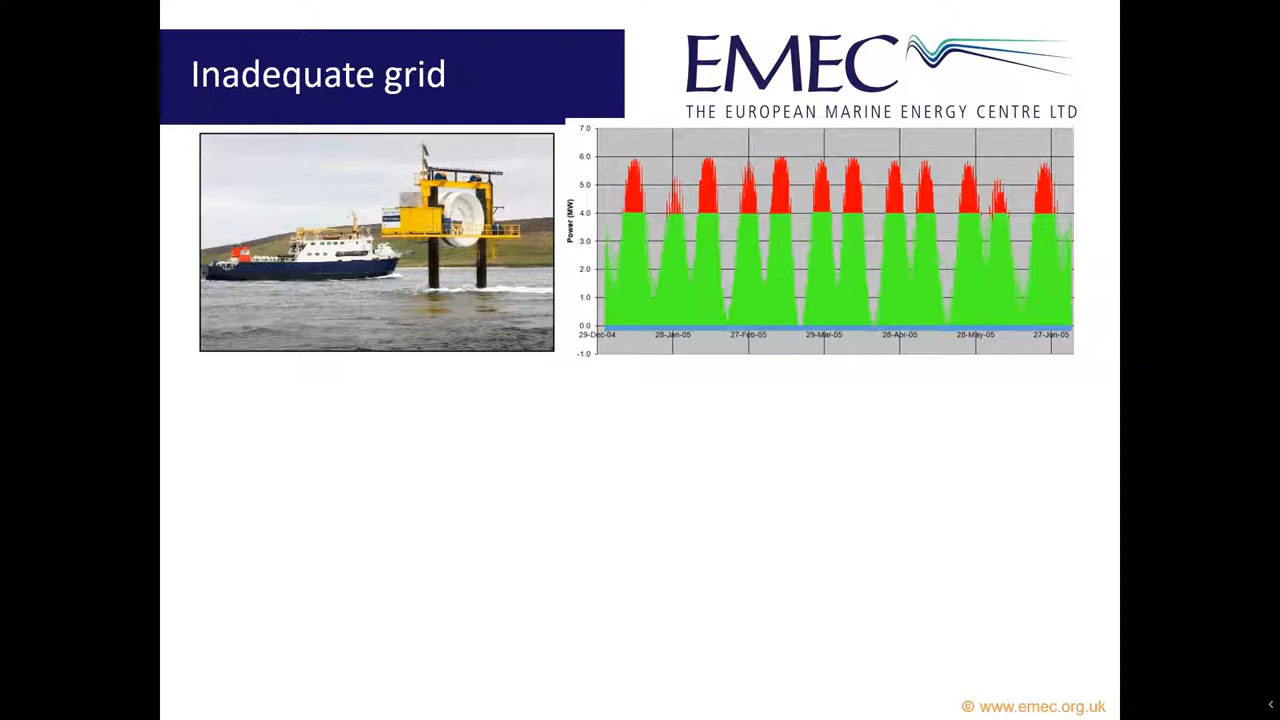 Inadequate grid
EMEC
THE EUROPEAN MARINE ENERGY CENTRE LTD
7.0
6.0
5.0
4.0
3.0
2.0
1.0
0.0
-1.0
Power (MW)
29-Dec-04 28-Jan-05 27-Feb-05 29-Mar-05 28-Apr-05 28-May-05 27-Jun-05
© www.emec.org.uk